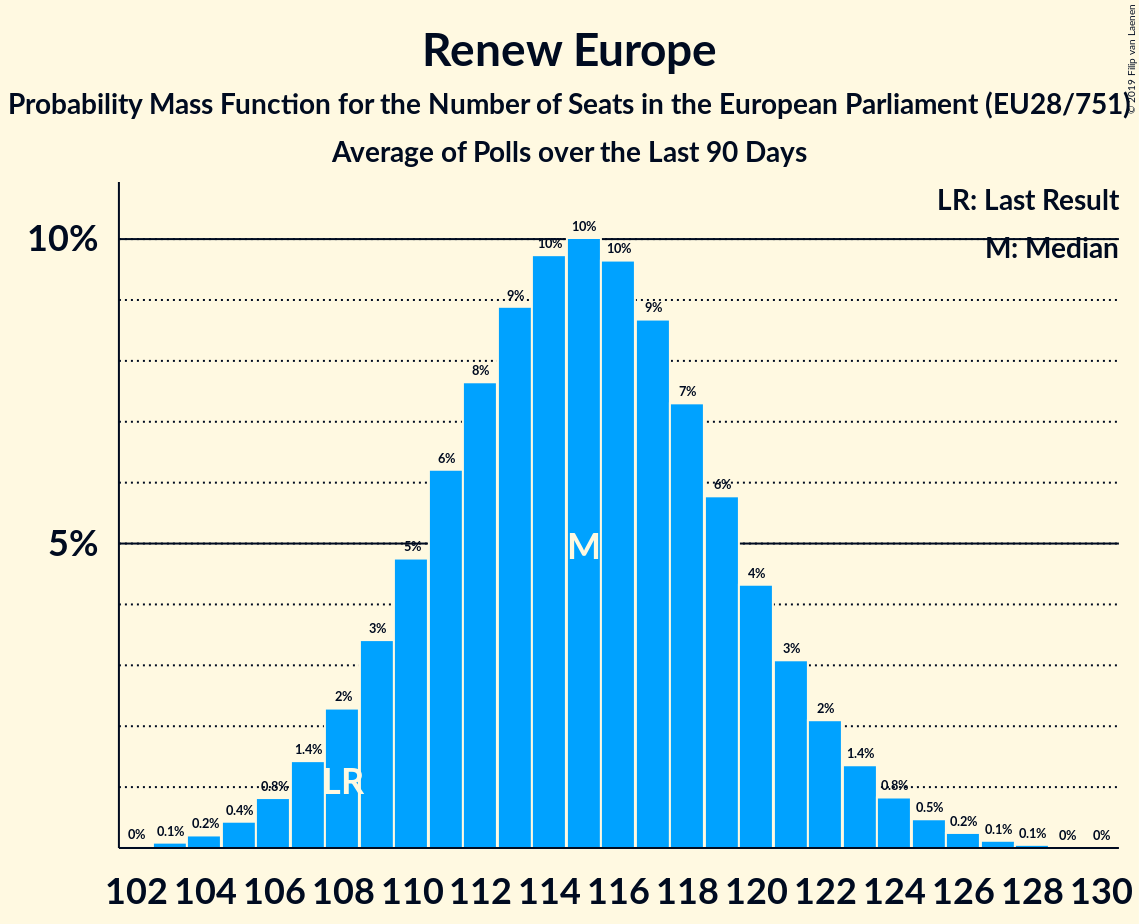 Renew Europe
Probability Mass Function for the Number of Seats in the European Parliament (EU28/751)
Average of Polls over the Last 90 Days
© 2019 Filip van Laenen
LR: Last Result
M: Median
10%
5%
0% 0.1% 0.2% 0.4% 0.8% 1.4% 2% 3% 5% 6% 8% 9% 10% 10% 10% 9% 7% 6% 4% 3% 2% 1.4% 0.8% 0.5% 0.2% 0.1% 0.1% 0% 0%
M
LR
102 104 106 108 110 112 114 116 118 120 122 124 126 128 130